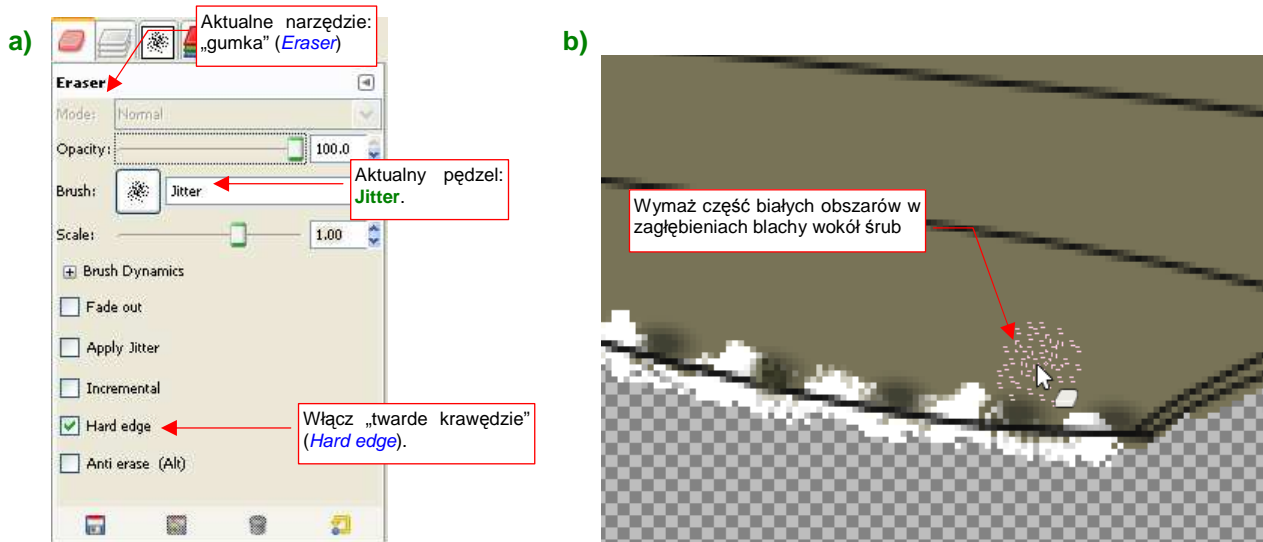 a)
Aktualne narzędzie:
„gumka” (Eraser)
Eraser
Mode: Normal
Opacity: 100.0
Brush: Jitter
Aktualny pędzel:
Jitter.
Scale: 1.00
Brush Dynamics
Fade out
Apply Jitter
Incremental
Hard edge
Włącz „twarde krawędzie”
(Hard edge).
Anti erase (Alt)
b)
Wymaż część białych obszarów w
zagłębieniach blachy wokół śrub